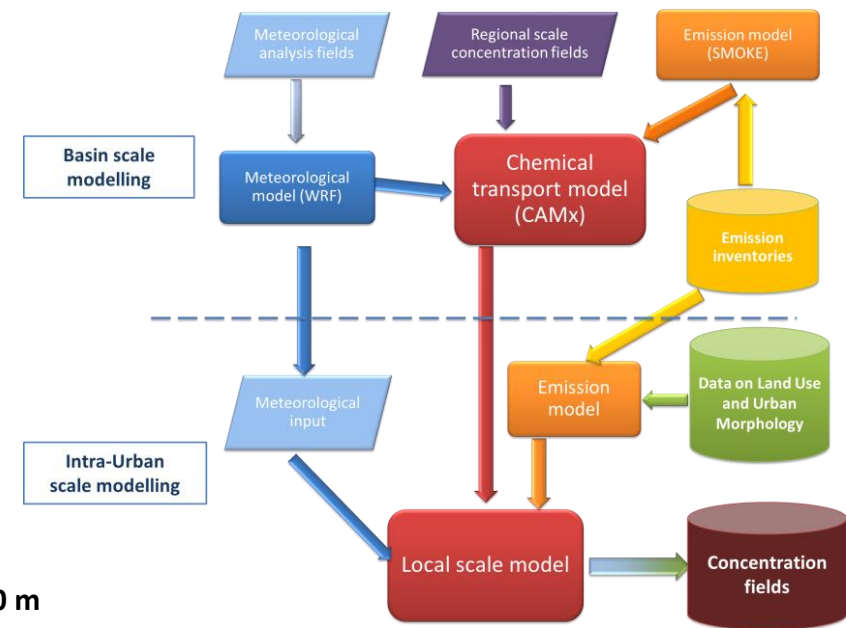 Meteorological
analysis fields
Regional scale
concentration fields
Emission model
(SMOKE)
Basin scale
modelling
Meteorological
model (WRF)
Chemical
transport model
(CAMx)
Emission
inventories
Meteorological
input
Emission
model
Data on Land Use
and Urban
Morphology
Intra-Urban
scale modelling
Local scale model
Concentration
fields
0 m